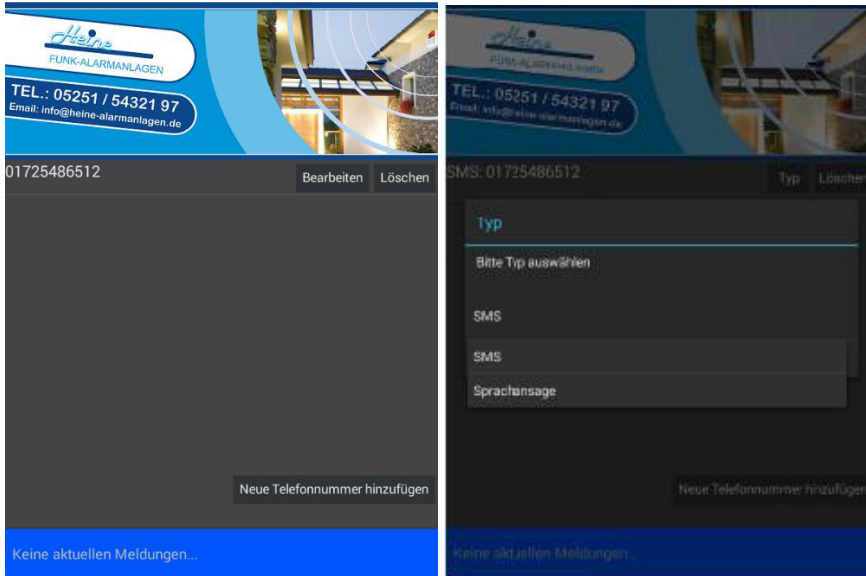 Heine
FUNK-ALARMANLAGEN
TEL.: 05251 / 54321 97
Email: info@heine-alarmanlagen.de
01725486512
Bearbeiten
Löschen
Neue Telefonnummer hinzufügen
Keine aktuellen Meldungen...
Heine
FUNK-ALARMANLAGEN
TEL.: 05251 / 54321 97
Email: info@heine-alarmanlagen.de
SMS: 01725486512
Typ
Löschen
Typ
Bitte Typ auswählen
SMS
SMS
Sprachansage
Neue Telefonnummer hinzufügen
Keine aktuellen Meldungen...